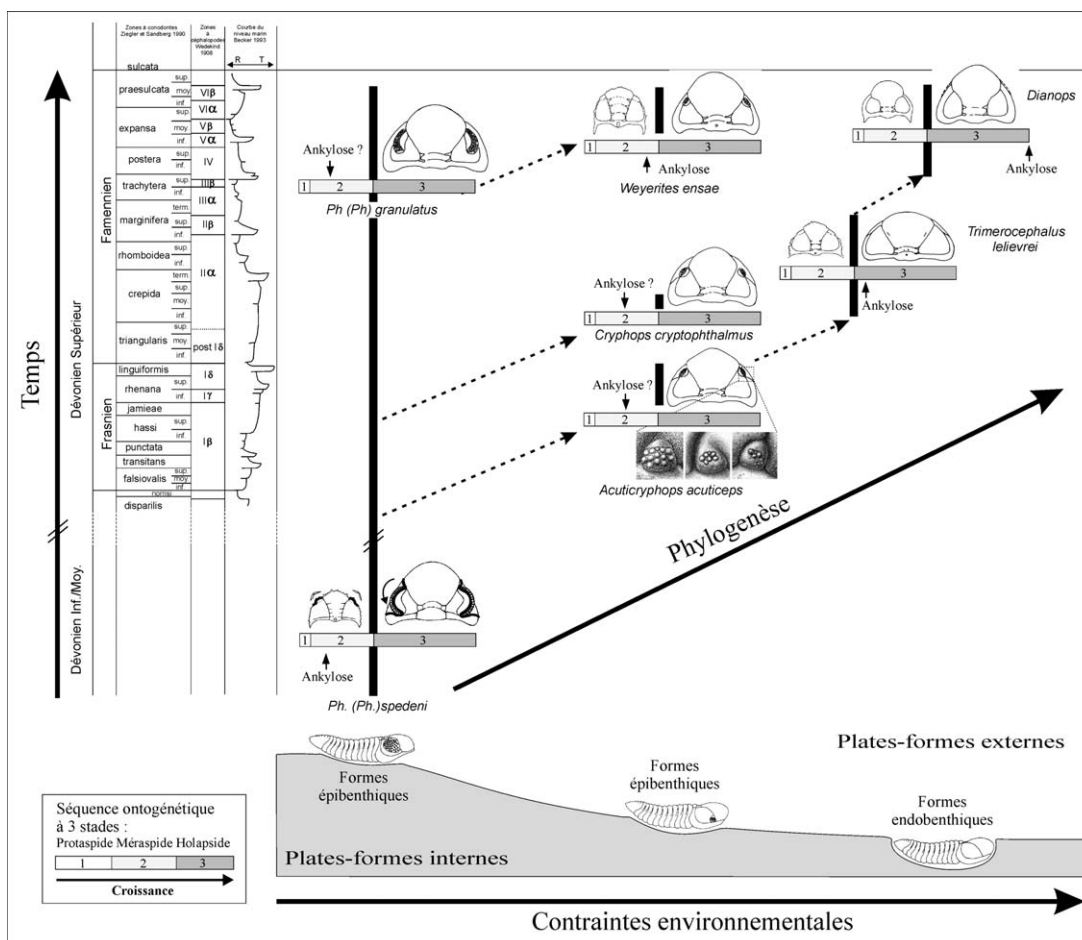 Zones à conodontes
Ziegler et Sandberg 1990
Zones
à
céphalopodes
Wedekind
1908
Courbe du
niveau marin
Becker 1993
R T
sulcata
praesulcata
sup.
moy.
inf.
VIβ
VIα
expansa
sup.
moy.
inf.
Vβ
Vα
postera
sup.
inf.
IV
trachytera
sup.
inf.
IIIβ
IIIα
marginifera
term.
sup.
inf.
IIβ
rhomboidea
sup.
inf.
IIα
crepida
term.
sup.
moy.
inf.
triangularis
sup.
moy.
inf.
post Iδ
linguiformis
Iδ
rhenana
sup.
inf.
Iγ
jamieae
hassi
sup.
inf.
Iβ
punctata
transitans
falsiovalis
sup.
moy
inf.
norrisi
disparilis
Temps
Dévonien Supérieur
Famennien
Frasnien
Dévonien Inf./Moy.
Ankylose ?
1 2 3
Ph (Ph) granulatus
1 2 3
Ankylose
Weyerites ensae
Dianops
1 2 3
Ankylose
Trimerocephalus
lelievrei
1 2 3
Ankylose
Ankylose ?
1 2 3
Cryphops cryptophthalmus
Ankylose ?
1 2 3
Acuticryphops acuticeps
Phylogenèse
1 2 3
Ankylose
Ph. (Ph.)spedeni
Plates-formes externes
Formes
épibenthiques
Formes
épibenthiques
Formes
endobenthiques
Plates-formes internes
Séquence ontogénétique
à 3 stades :
Protaspide Méraspide Holapside
1 2 3
Croissance
Contraintes environnementales